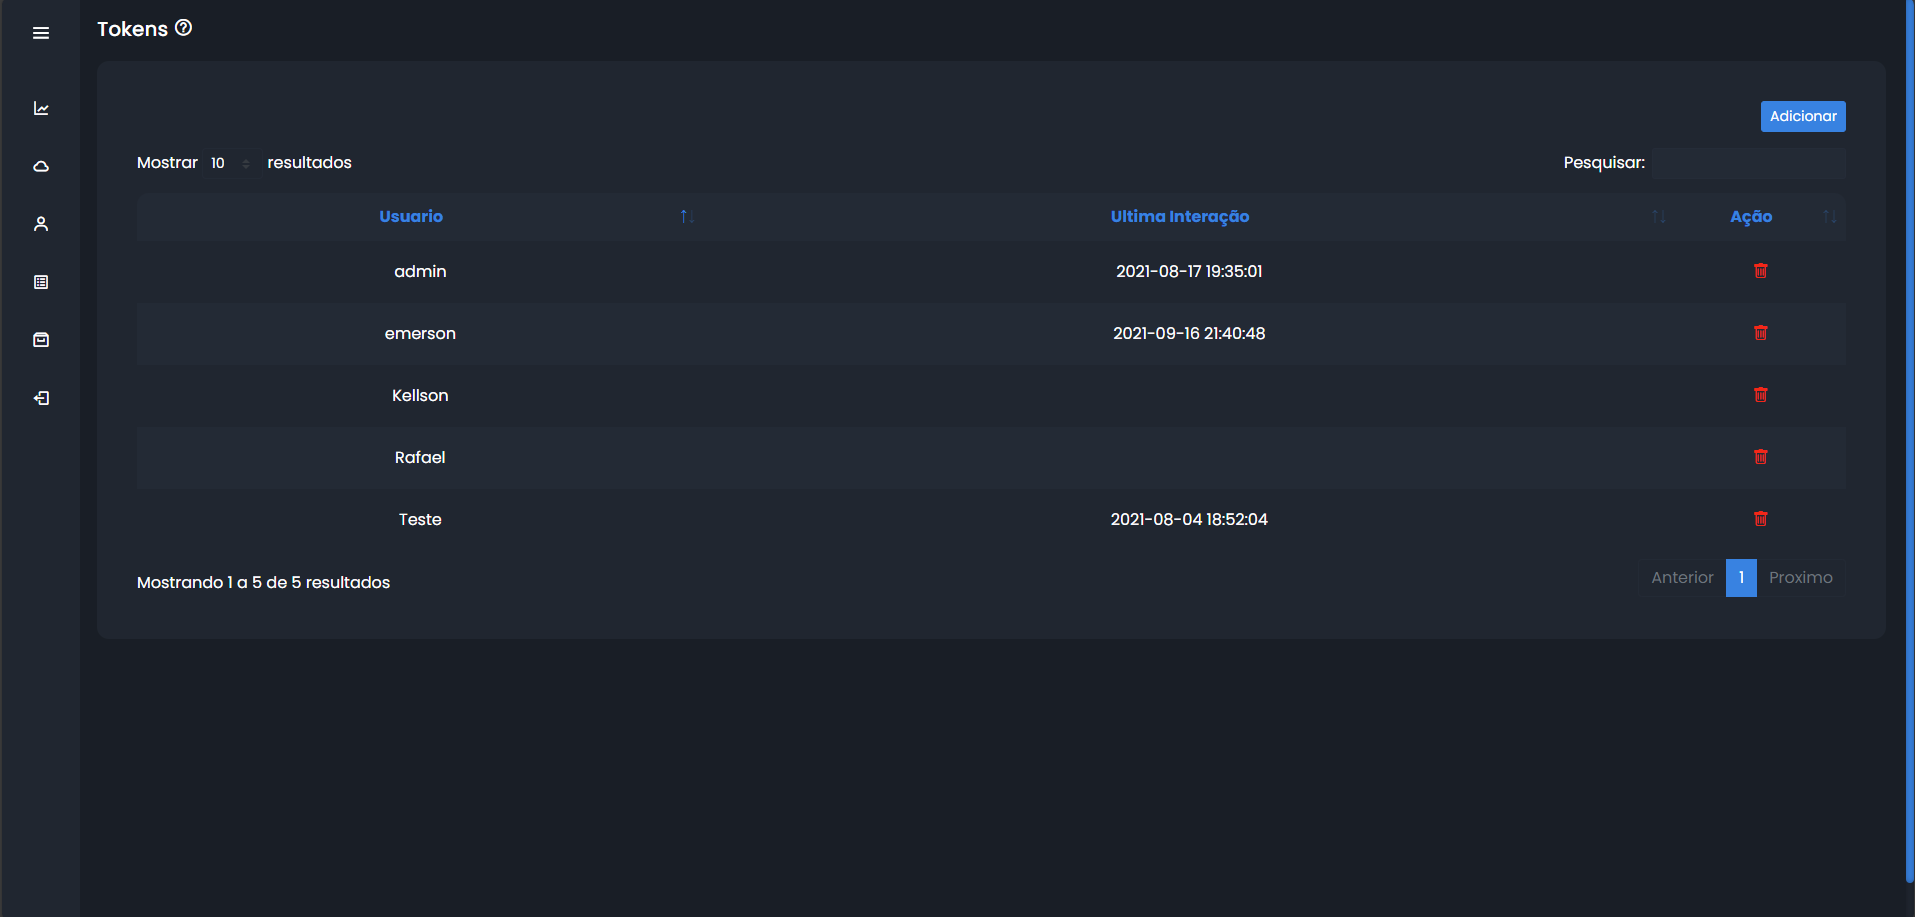 Tokens
Adicionar
Mostrar 10 resultados
Pesquisar:
Usuario Ultima Interação Ação
admin 2021-08-17 19:35:01
emerson 2021-09-16 21:40:48
Kellson
Rafael
Teste 2021-08-04 18:52:04
Mostrando 1 a 5 de 5 resultados
Anterior 1 Proximo